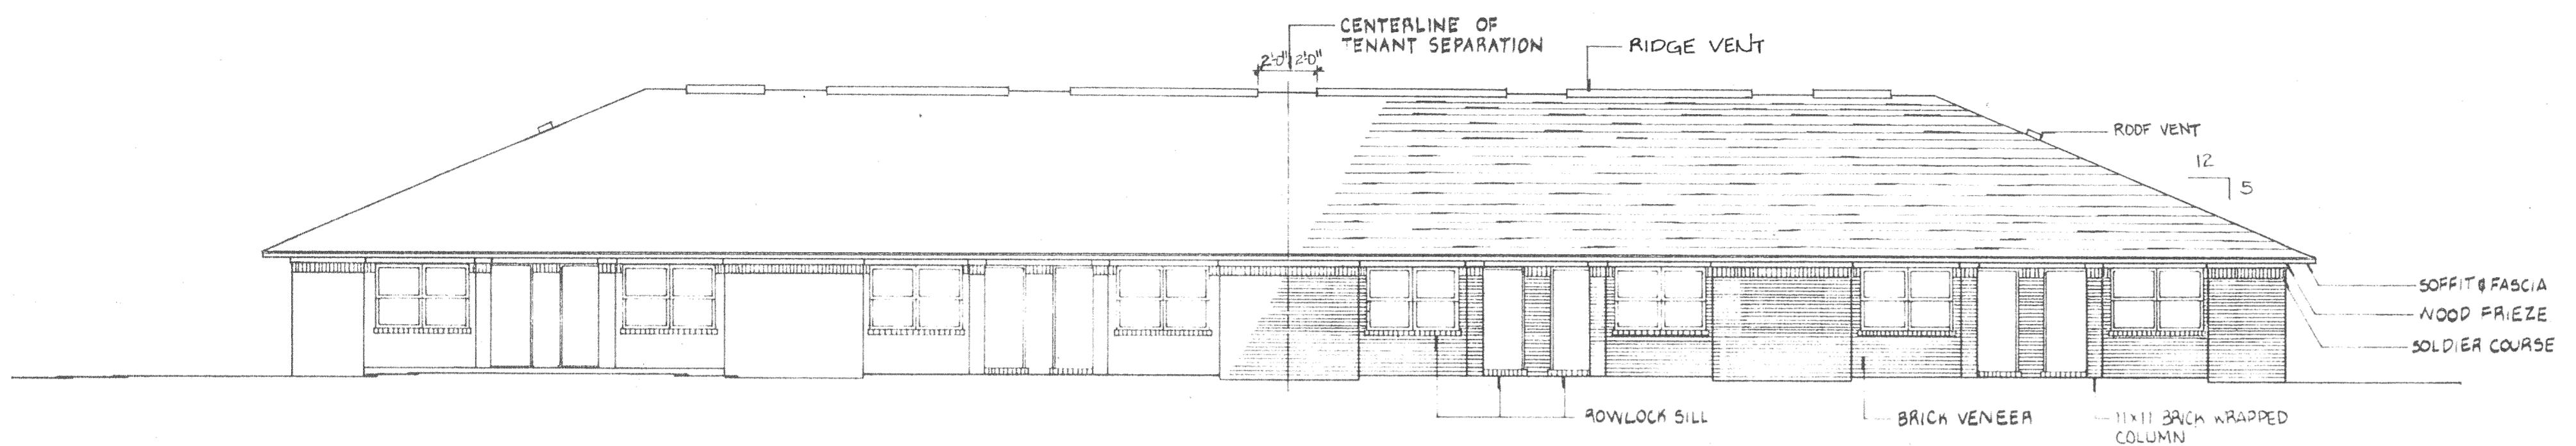 CENTERLINE OF
TENANT SEPARATION
RIDGE VENT
2'-0" 2'-0"
ROOF VENT
12
5
SOFFIT & FASCIA
WOOD FRIEZE
SOLDIER COURSE
ROWLOCK SILL
BRICK VENEER
11x11 BRICK WRAPPED
COLUMN